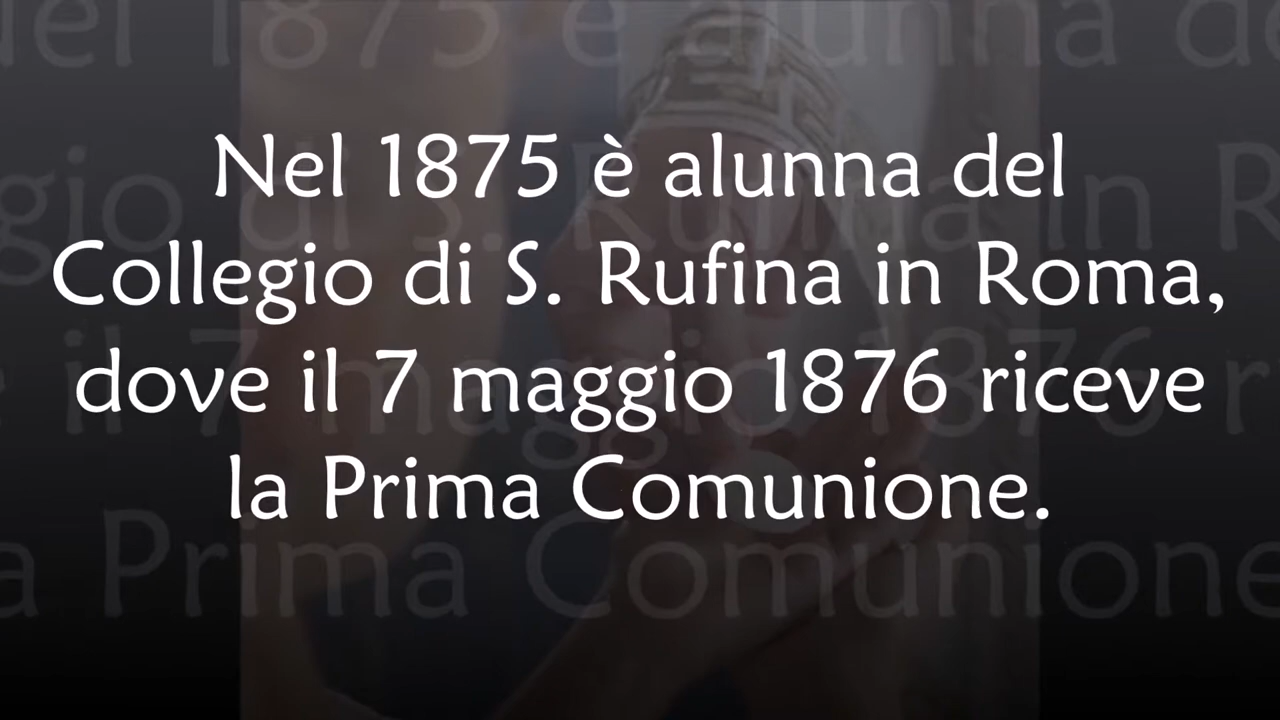 Nel 1875 è alunna del
Collegio di S. Rufina in Roma,
dove il 7 maggio 1876 riceve
la Prima Comunione.